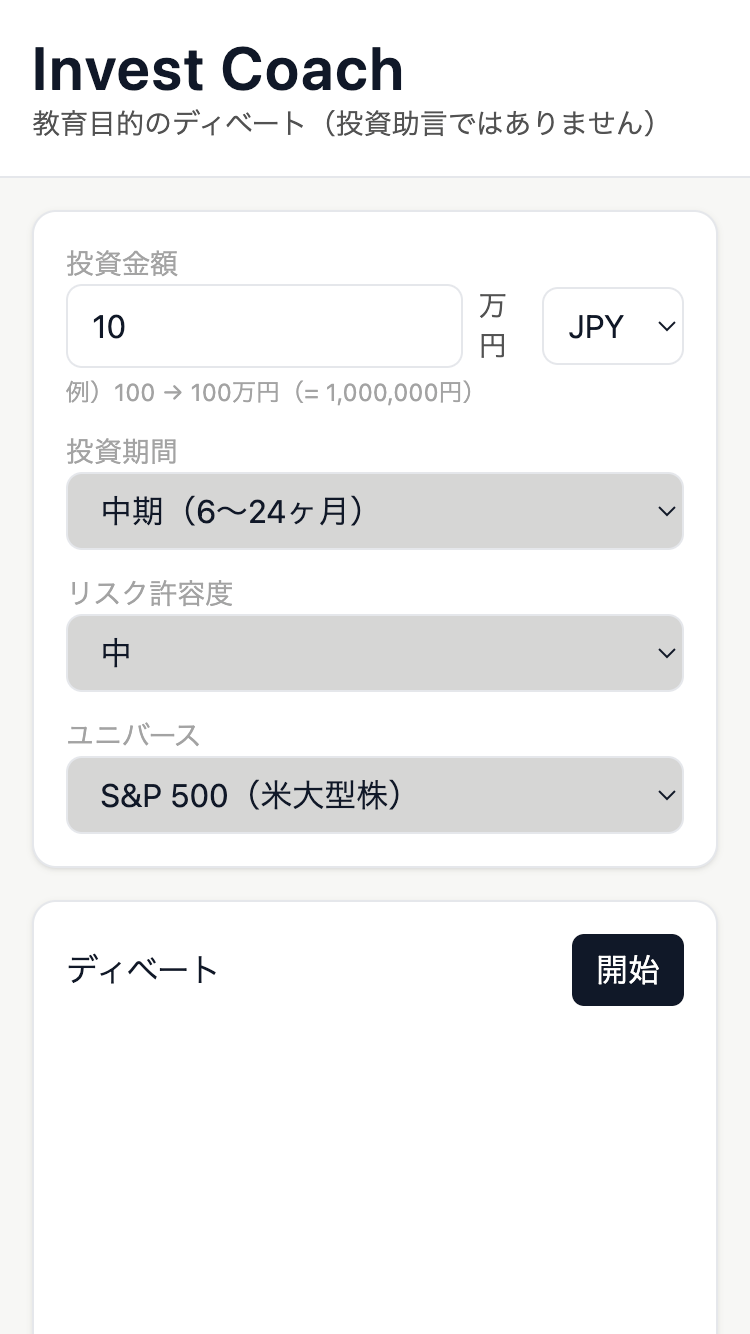 Invest Coach
教育目的のディベート（投資助言ではありません）
投資金額
10
万円
JPY
例）100 → 100万円（= 1,000,000円）
投資期間
中期（6〜24ヶ月）
リスク許容度
中
ユニバース
S&P 500（米大型株）
ディベート
開始